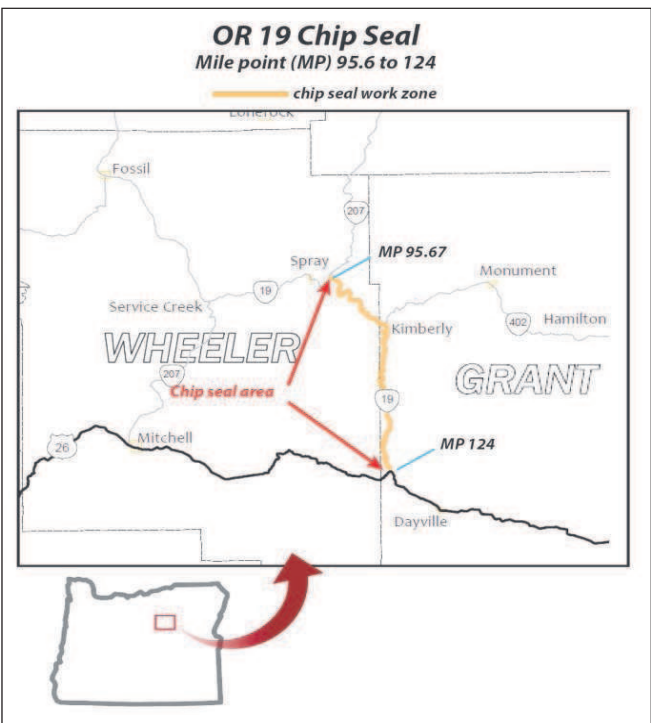 OR 19 Chip Seal
Mile point (MP) 95.6 to 124
chip seal work zone
Lonerock
Fossil
207
Spray
MP 95.67
19
Monument
Service Creek
Kimberly
402
Hamilton
WHEELER
207
GRANT
Chip seal area
19
26
Mitchell
MP 124
Dayville